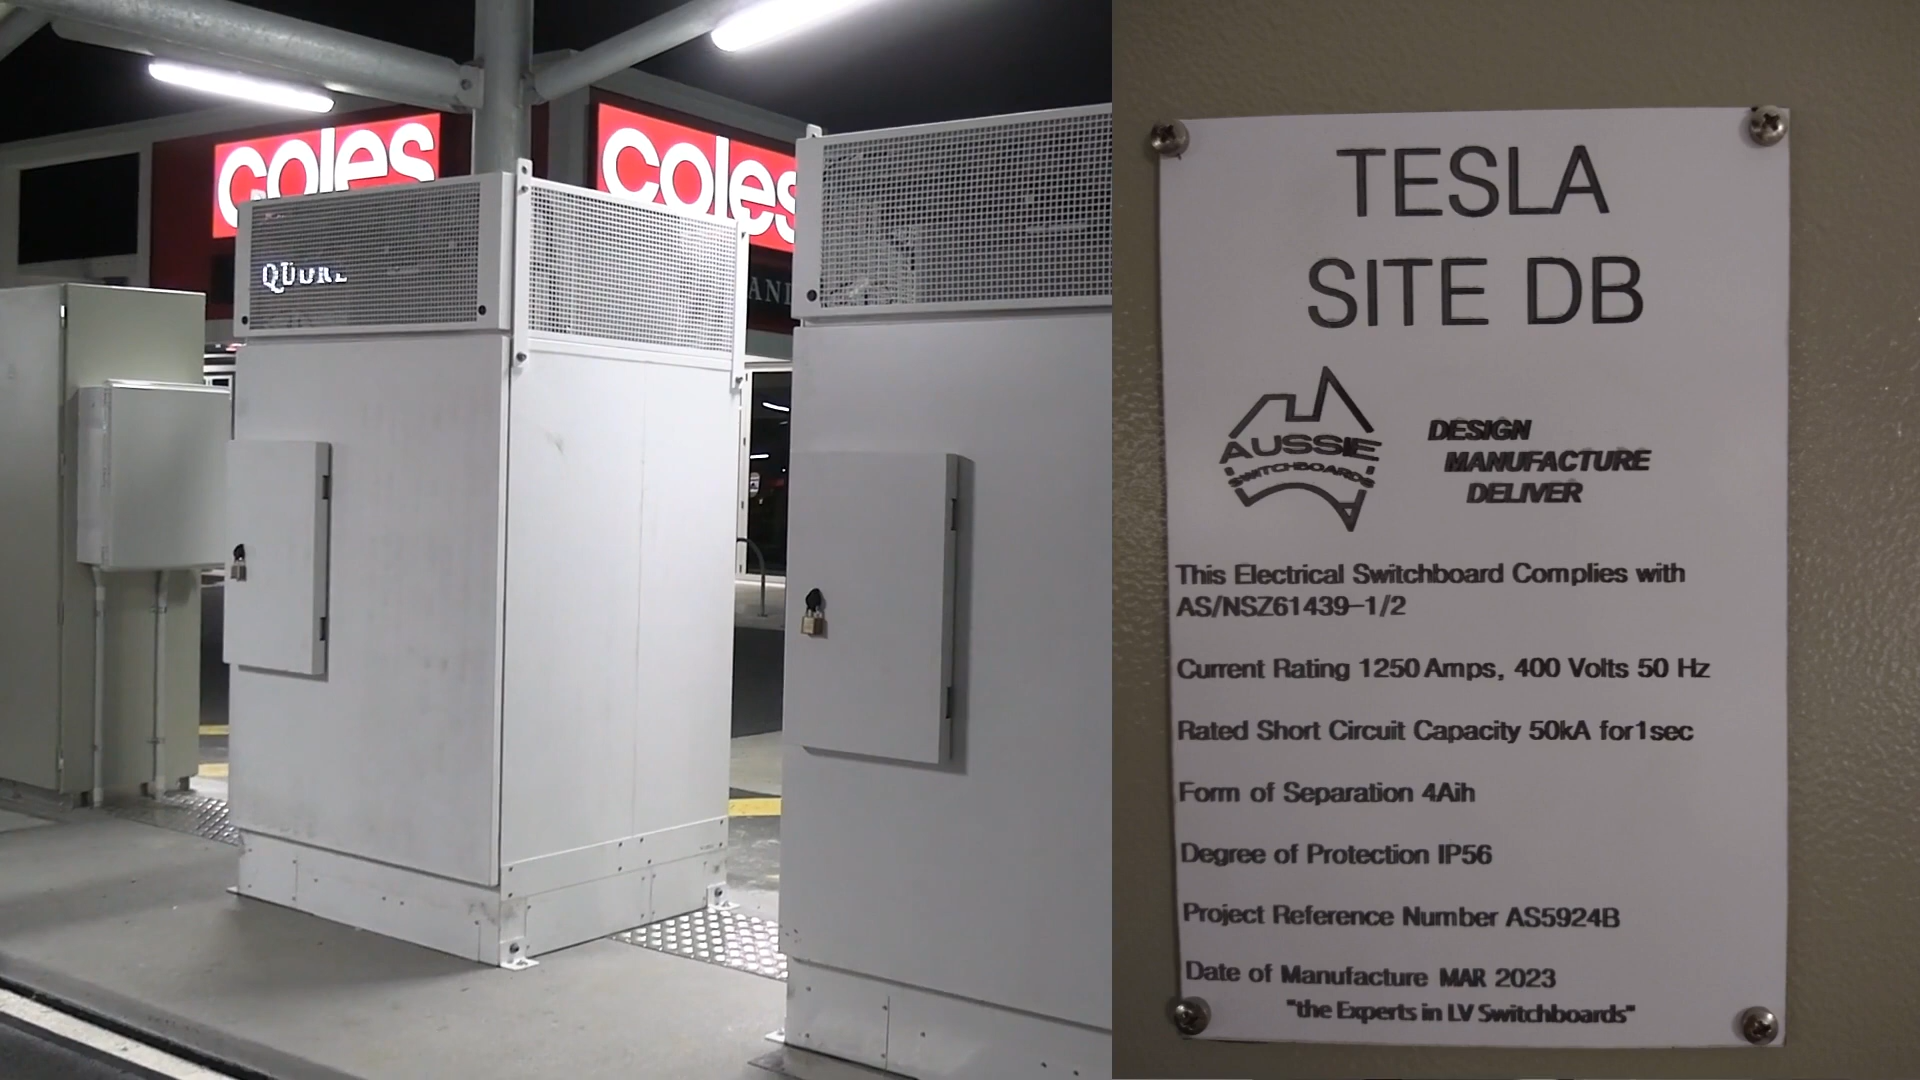 coles
coles
TESLA
SITE DB
AUSSIE
SWITCHBOARDS
DESIGN
MANUFACTURE
DELIVER
This Electrical Switchboard Complies with
AS/NSZ61439-1/2
Current Rating 1250 Amps, 400 Volts 50 Hz
Rated Short Circuit Capacity 50kA for1sec
Form of Separation 4Aih
Degree of Protection IP56
Project Reference Number AS5924B
Date of Manufacture MAR 2023
"the Experts in LV Switchboards"